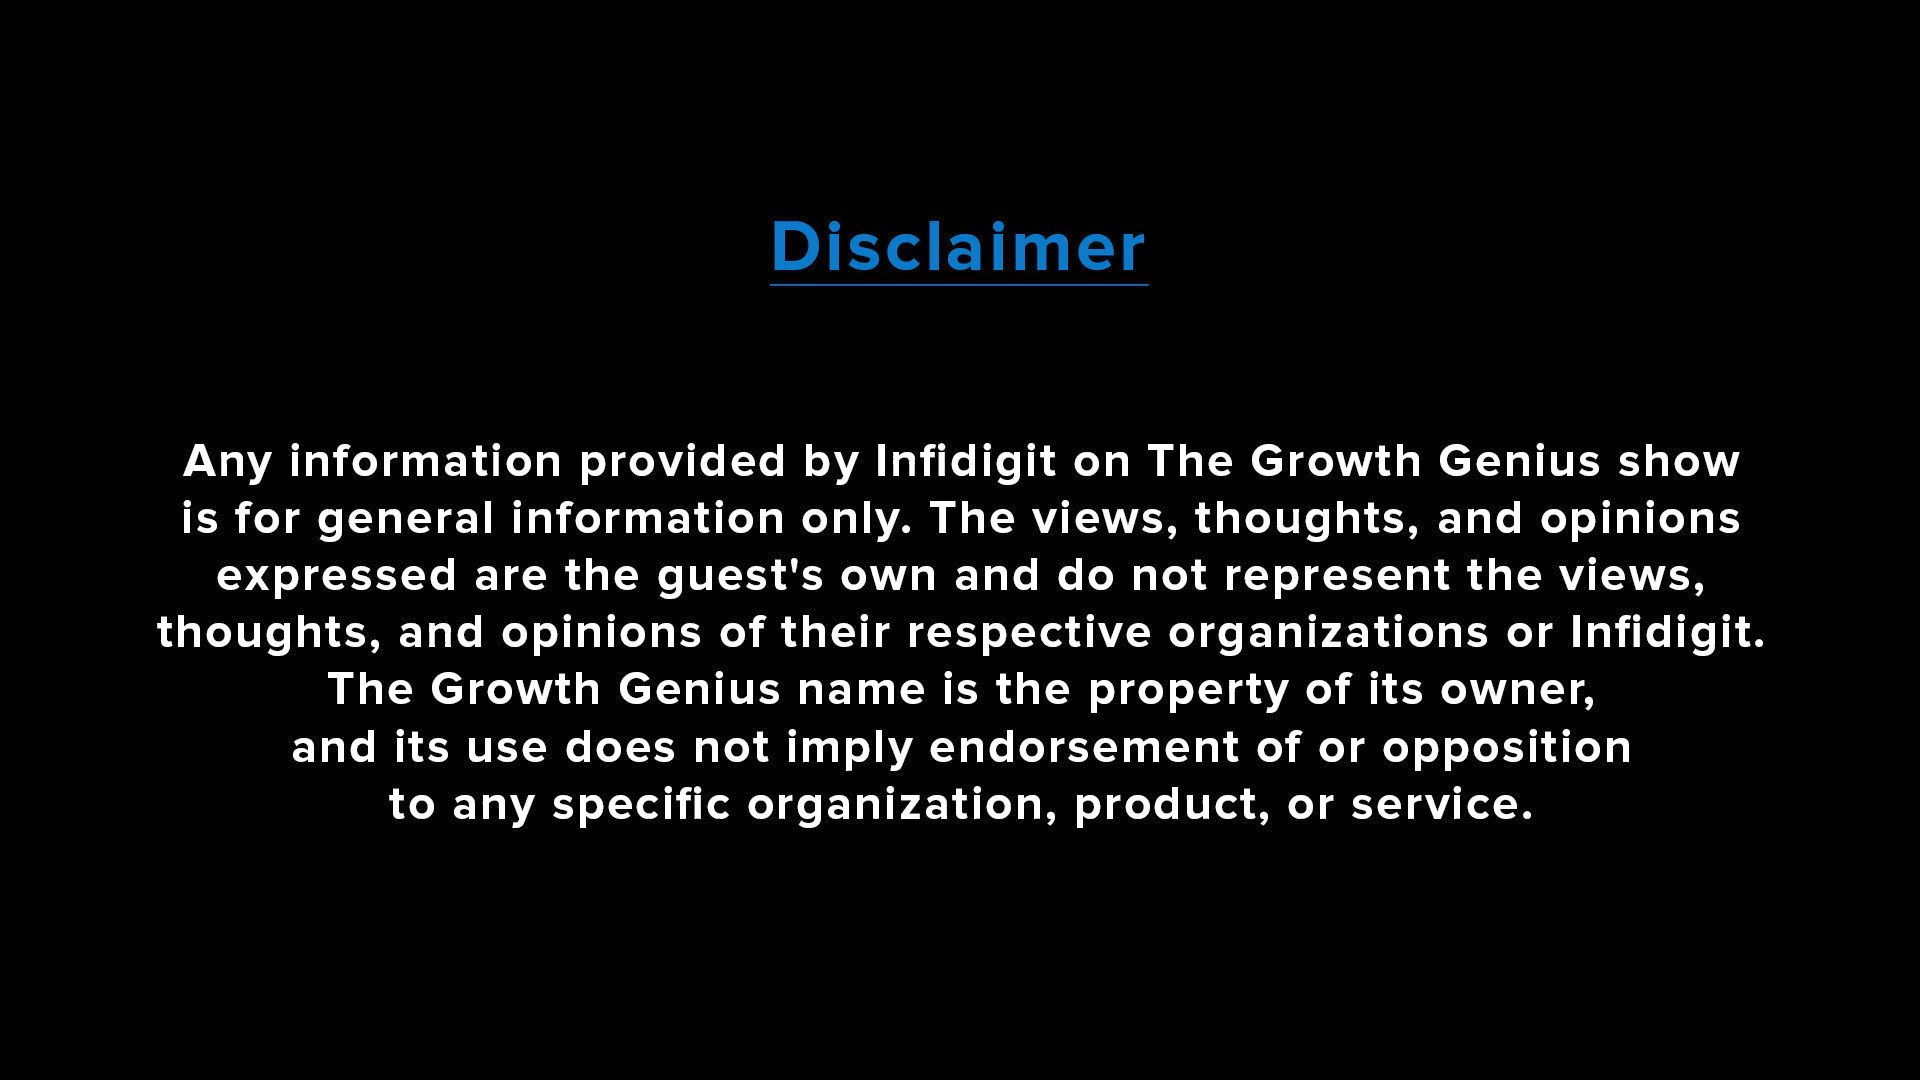 Disclaimer
Any information provided by Infidigit on The Growth Genius show
is for general information only. The views, thoughts, and opinions
expressed are the guest's own and do not represent the views,
thoughts, and opinions of their respective organizations or Infidigit.
The Growth Genius name is the property of its owner,
and its use does not imply endorsement of or opposition
to any specific organization, product, or service.